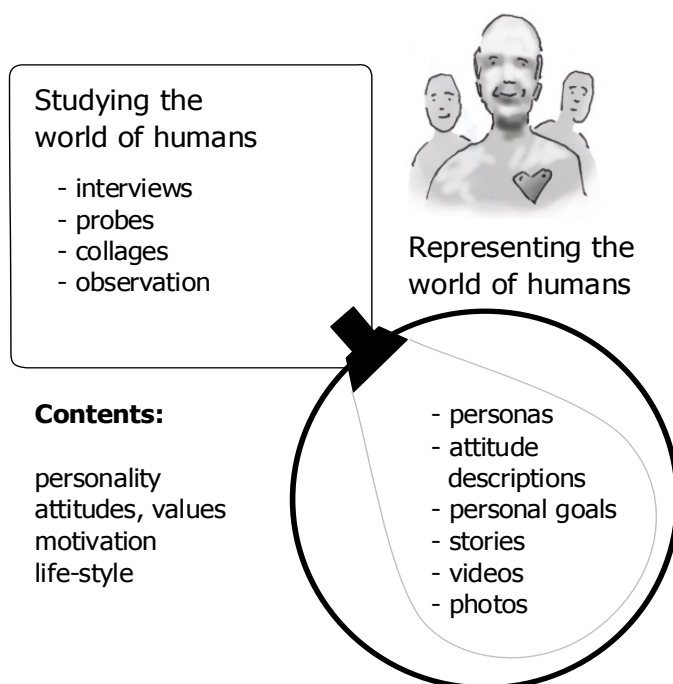 Studying the
world of humans
- interviews
- probes
- collages
- observation
Representing the
world of humans
Contents:
personality
attitudes, values
motivation
life-style
- personas
- attitude
descriptions
- personal goals
- stories
- videos
- photos